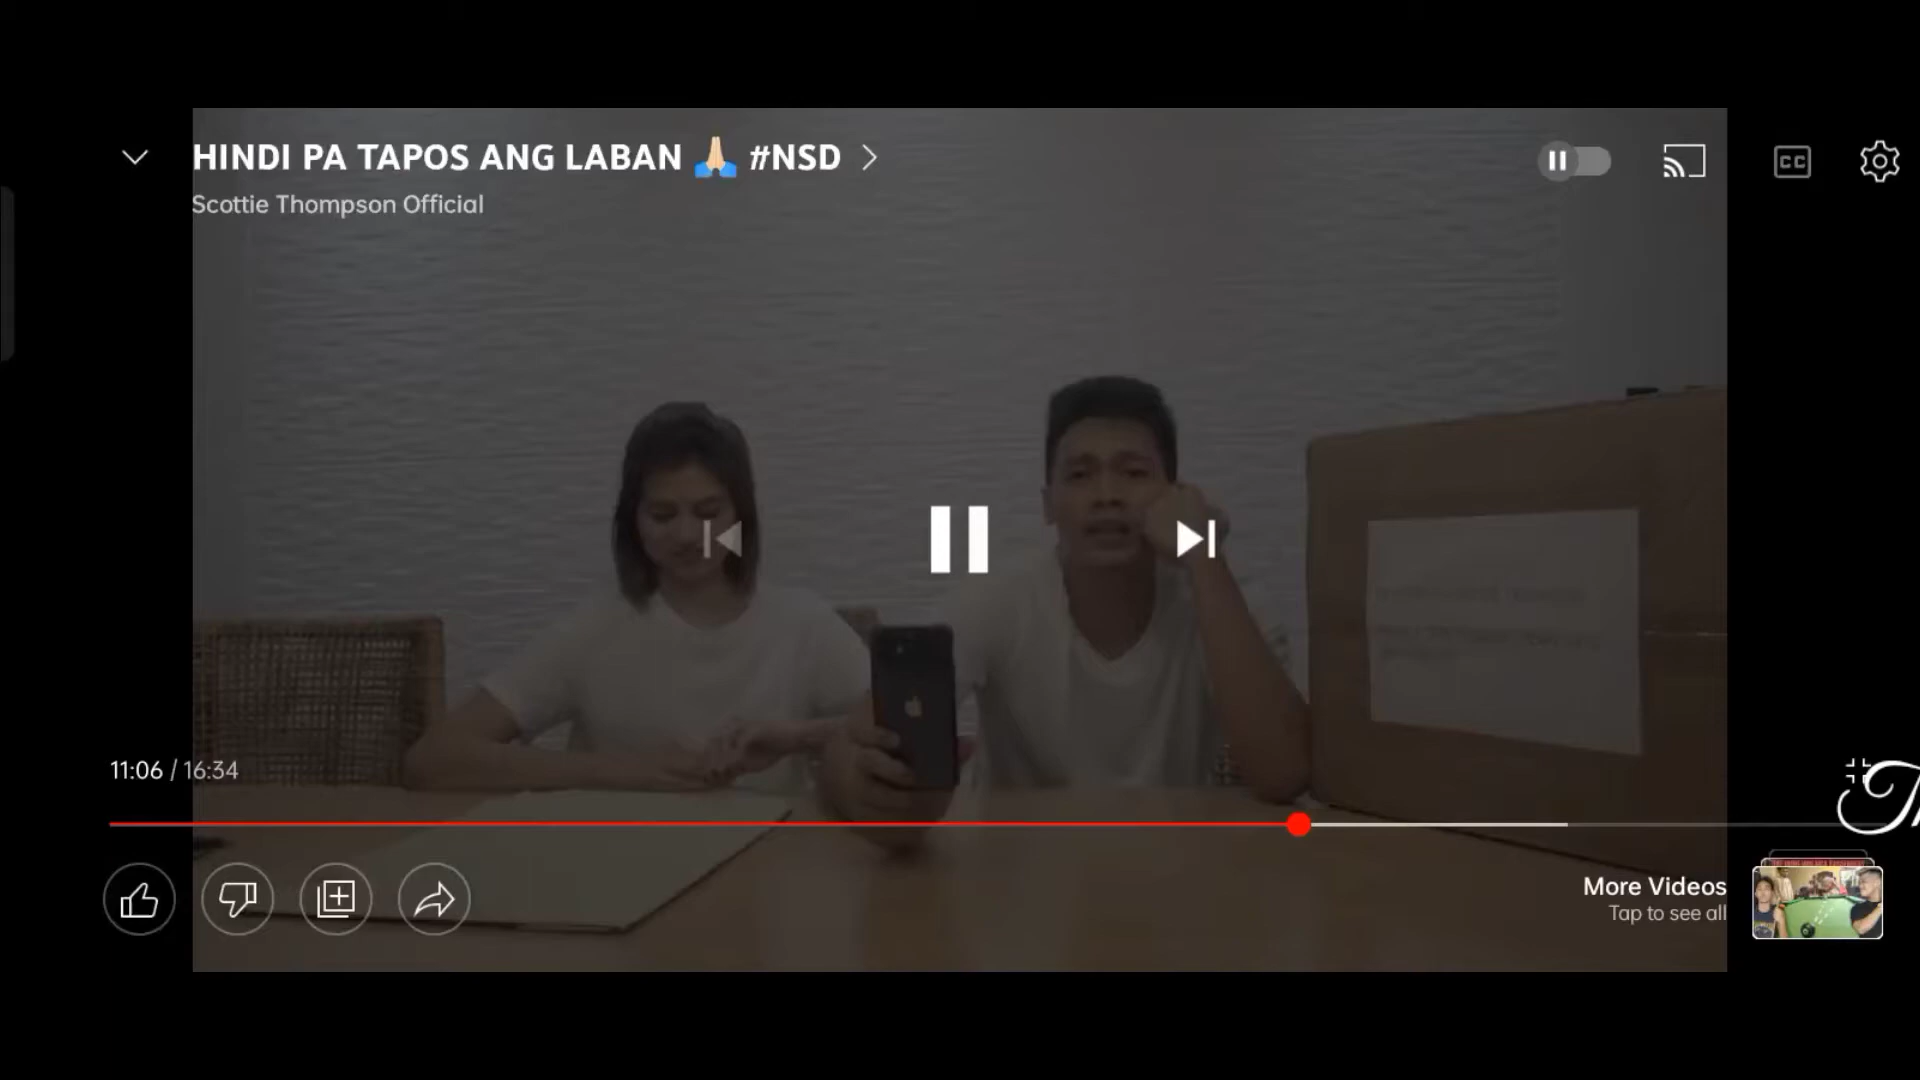 HINDI PA TAPOS ANG LABAN 🙏🏻 #NSD
Scottie Thompson Official
CC
11:06 / 16:34
More Videos
Tap to see all